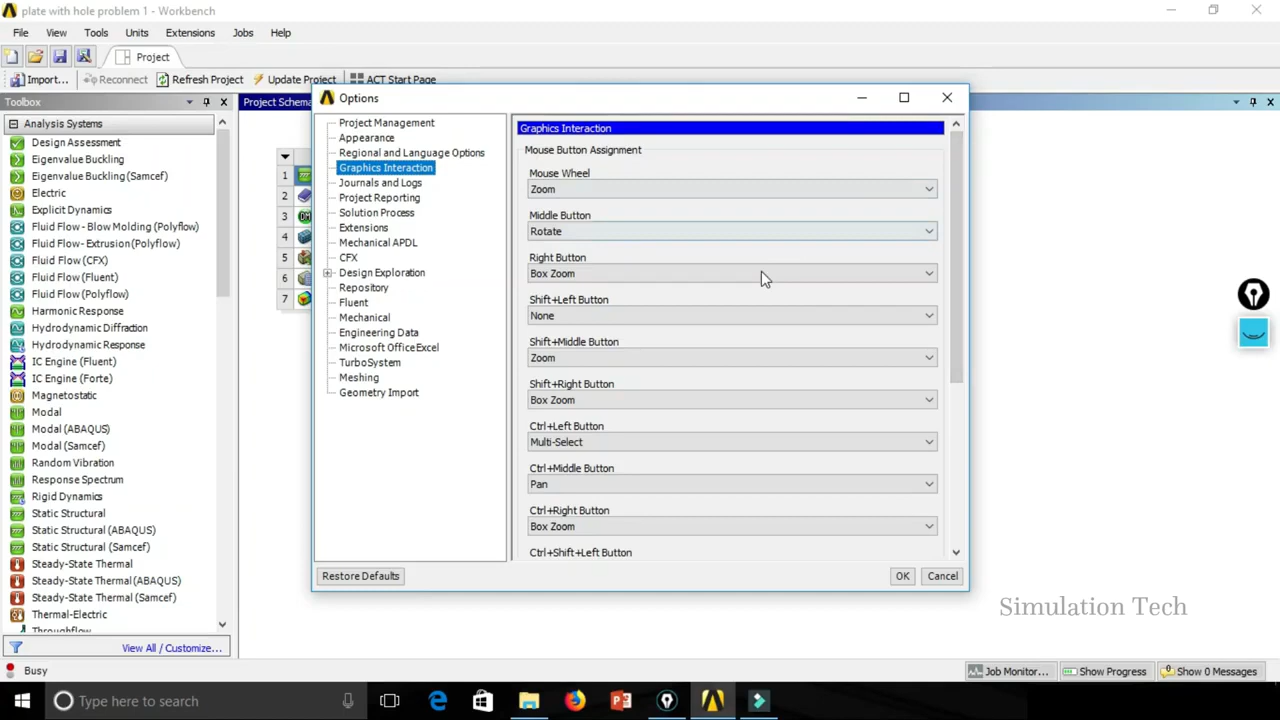 plate with hole problem 1 - Workbench
File View Tools Units Extensions Jobs Help
Project
Import... Reconnect Refresh Project Update Project ACT Start Page
Toolbox
Analysis Systems
Design Assessment
Eigenvalue Buckling
Eigenvalue Buckling (Samcef)
Electric
Explicit Dynamics
Fluid Flow - Blow Molding (Polyflow)
Fluid Flow - Extrusion (Polyflow)
Fluid Flow (CFX)
Fluid Flow (Fluent)
Fluid Flow (Polyflow)
Harmonic Response
Hydrodynamic Diffraction
Hydrodynamic Response
IC Engine (Fluent)
IC Engine (Forte)
Magnetostatic
Modal
Modal (ABAQUS)
Modal (Samcef)
Random Vibration
Response Spectrum
Rigid Dynamics
Static Structural
Static Structural (ABAQUS)
Static Structural (Samcef)
Steady-State Thermal
Steady-State Thermal (ABAQUS)
Steady-State Thermal (Samcef)
Thermal-Electric
Throughflow
View All / Customize...
Project Schema
1
2
3
4
5
6
7
Options
Project Management
Appearance
Regional and Language Options
Graphics Interaction
Journals and Logs
Project Reporting
Solution Process
Extensions
Mechanical APDL
CFX
Design Exploration
Repository
Fluent
Mechanical
Engineering Data
Microsoft Office Excel
TurboSystem
Meshing
Geometry Import
Graphics Interaction
Mouse Button Assignment
Mouse Wheel
Zoom
Middle Button
Rotate
Right Button
Box Zoom
Shift+Left Button
None
Shift+Middle Button
Zoom
Shift+Right Button
Box Zoom
Ctrl+Left Button
Multi-Select
Ctrl+Middle Button
Pan
Ctrl+Right Button
Box Zoom
Ctrl+Shift+Left Button
Restore Defaults OK Cancel
Simulation Tech
Busy Job Monitor... Show Progress Show 0 Messages
Type here to search